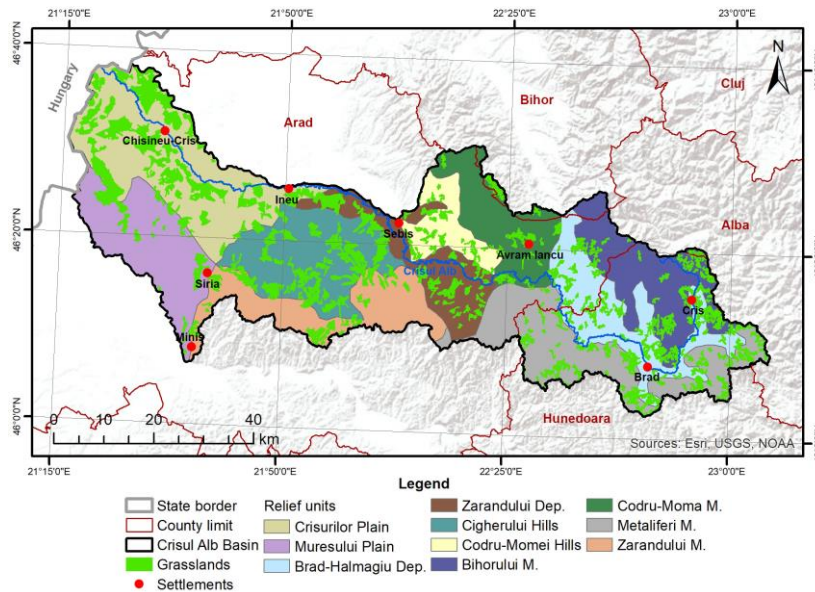 21°15'0"E 21°50'0"E 22°25'0"E 23°0'0"E
46°40'0"N
46°20'0"N
46°0'0"N
N
Hungary
Cluj
Bihor
Arad
Chisineu-Cris
Alba
Ineu
Sebis
Avram Iancu
Crisul Alb
Siria
Cris
Minis
Brad
Hunedoara
0 10 20 40
km
Sources: Esri, USGS, NOAA
21°15'0"E 21°50'0"E 22°25'0"E 23°0'0"E
Legend
State border
County limit
Crisul Alb Basin
Grasslands
Settlements
Relief units
Crisurilor Plain
Muresului Plain
Brad-Halmagiu Dep.
Zarandului Dep.
Cigherului Hills
Codru-Momei Hills
Bihorului M.
Codru-Moma M.
Metaliferi M.
Zarandului M.